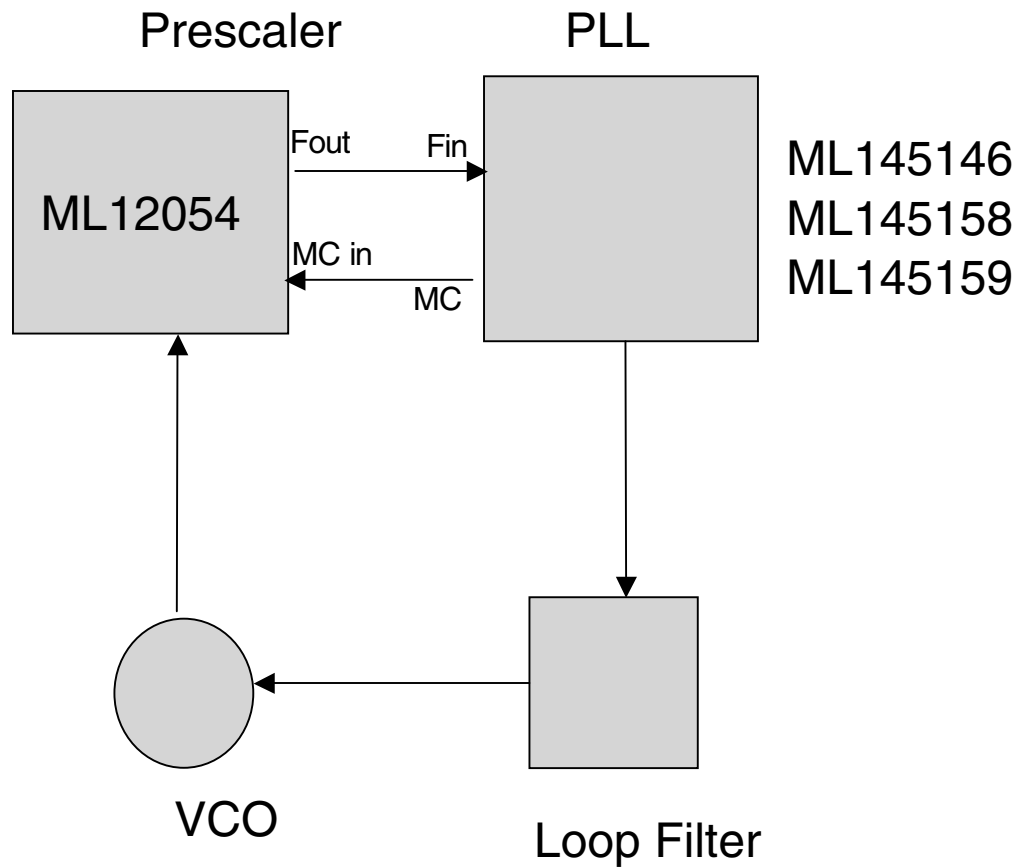 Prescaler
PLL
ML12054
Fout
Fin
MC in
MC
ML145146
ML145158
ML145159
VCO
Loop Filter